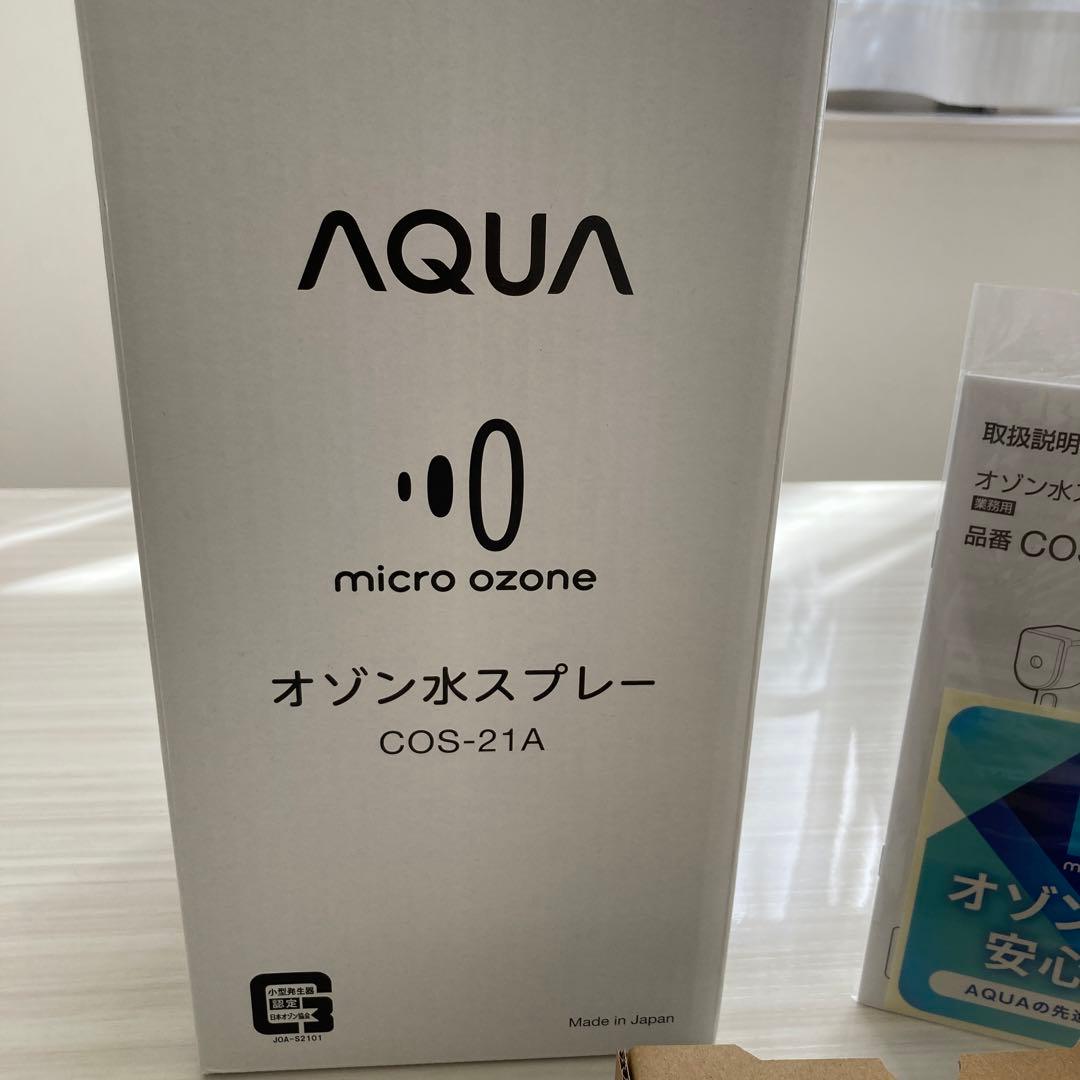 AQUA
micro ozone
オゾン水スプレー
COS-21A
小型発生器
認定
日本オゾン協会
JOA-S2101
Made in Japan
取扱説明
オゾン水
業務用
品番 CO
オゾン
安心
AQUAの先進